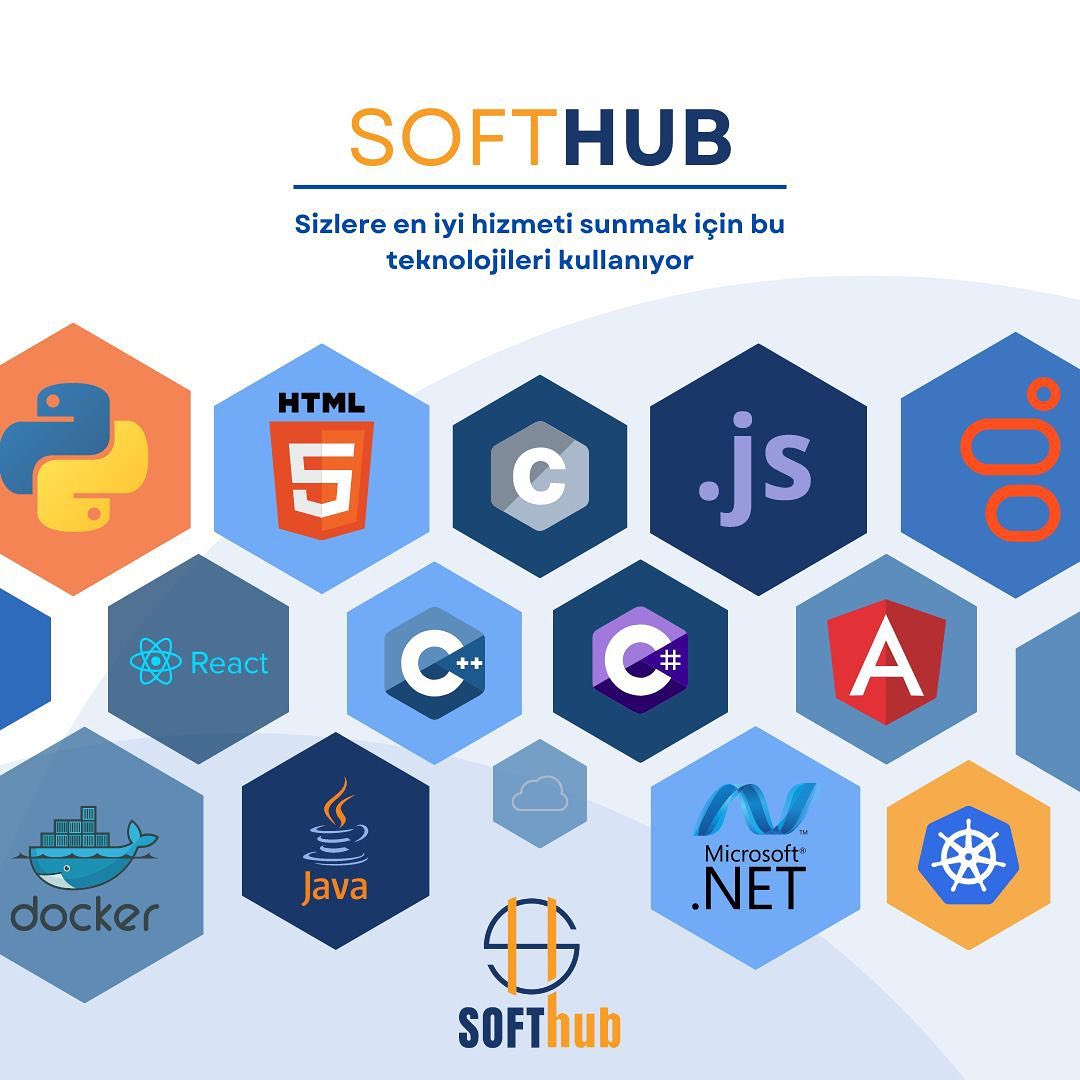 SOFTHUB
Sizlere en iyi hizmeti sunmak için bu
teknolojileri kullanıyor
HTML
5
C
.js
React
C++
C#
A
docker
Java
Microsoft®
.NET
TM
SOFThub